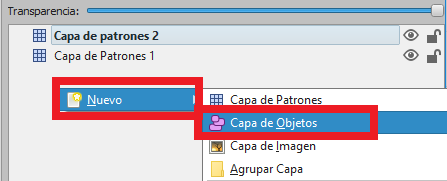 Transparencia:
Capa de patrones 2
Capa de Patrones 1
Nuevo
Capa de Patrones
Capa de Objetos
Capa de Imagen
Agrupar Capa